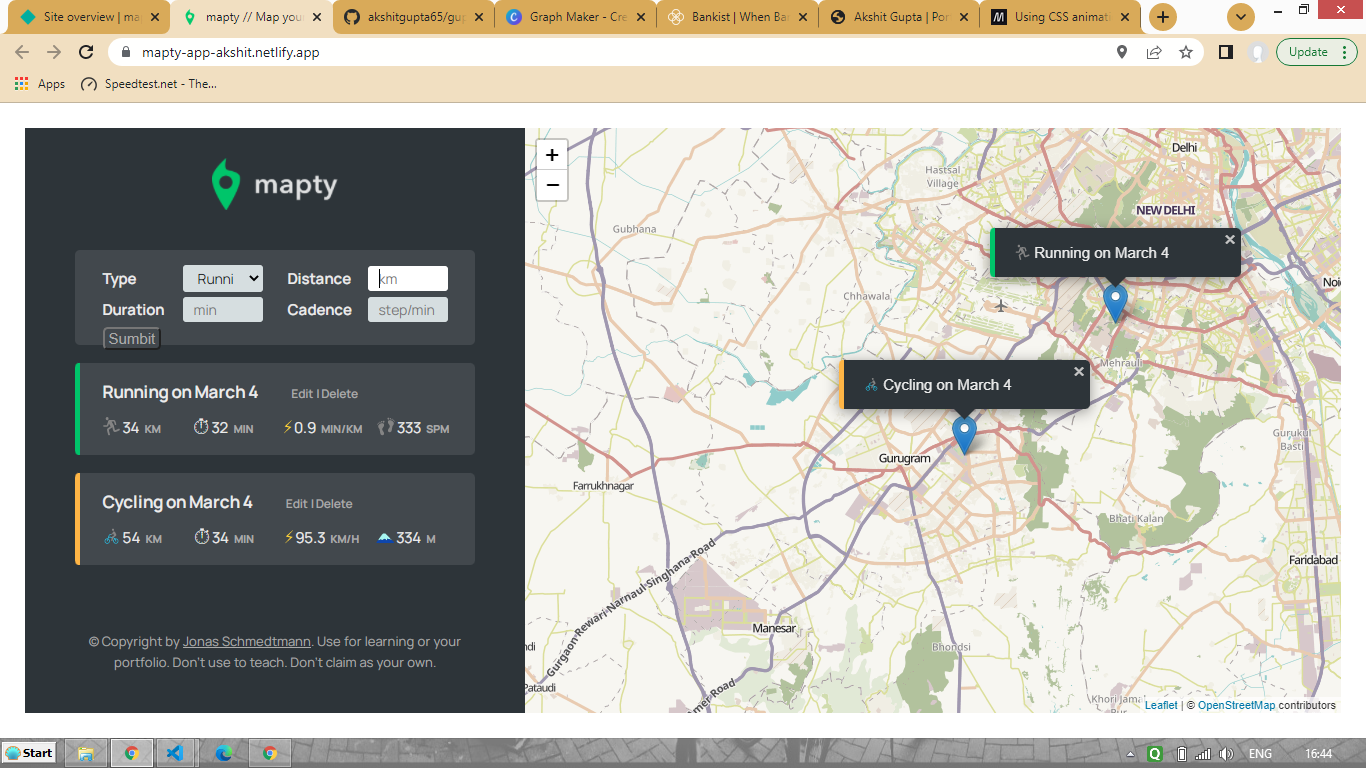 Site overview | ma
mapty // Map you
akshitgupta65/gu
Graph Maker - Cre
Bankist | When Ba
Akshit Gupta | Por
Using CSS animati
mapty-app-akshit.netlify.app
Update
Apps
Speedtest.net - The...
mapty
Type
Runni
Distance
km
Duration
min
Cadence
step/min
Sumbit
Running on March 4
Edit | Delete
34 KM
32 MIN
0.9 MIN/KM
333 SPM
Cycling on March 4
Edit | Delete
54 KM
34 MIN
95.3 KM/H
334 M
© Copyright by Jonas Schmedtmann. Use for learning or your
portfolio. Don't use to teach. Don't claim as your own.
+
−
Delhi
Hastsal
Village
NEW DELHI
Gubhana
Running on March 4
Noi
Chhawala
Mehrauli
Cycling on March 4
Gurugram
Gurukul
Basti
Farrukhnagar
Bhati Kalan
Faridabad
Gurgaon-Rewari-Narnaul-Singhana Road
Manesar
Bhondsi
ndi
Pataudi
mer Road
Khori Jama
Leaflet | © OpenStreetMap contributors
Start
ENG
16:44